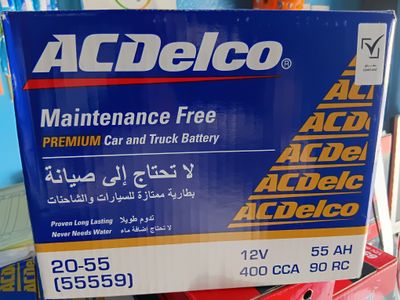 ACDelco®
Maintenance Free
PREMIUM Car and Truck Battery
لا تحتاج إلى صيانة
بطارية ممتازة للسيارات والشاحنات
Proven Long Lasting
تدوم طويلا
Never Needs Water
لا تحتاج إضافة ماء
20-55
(55559)
12V 55 AH
400 CCA 90 RC
AC
ACD
ACDe
ACDel
ACDelc
ACDelco
ACDelco